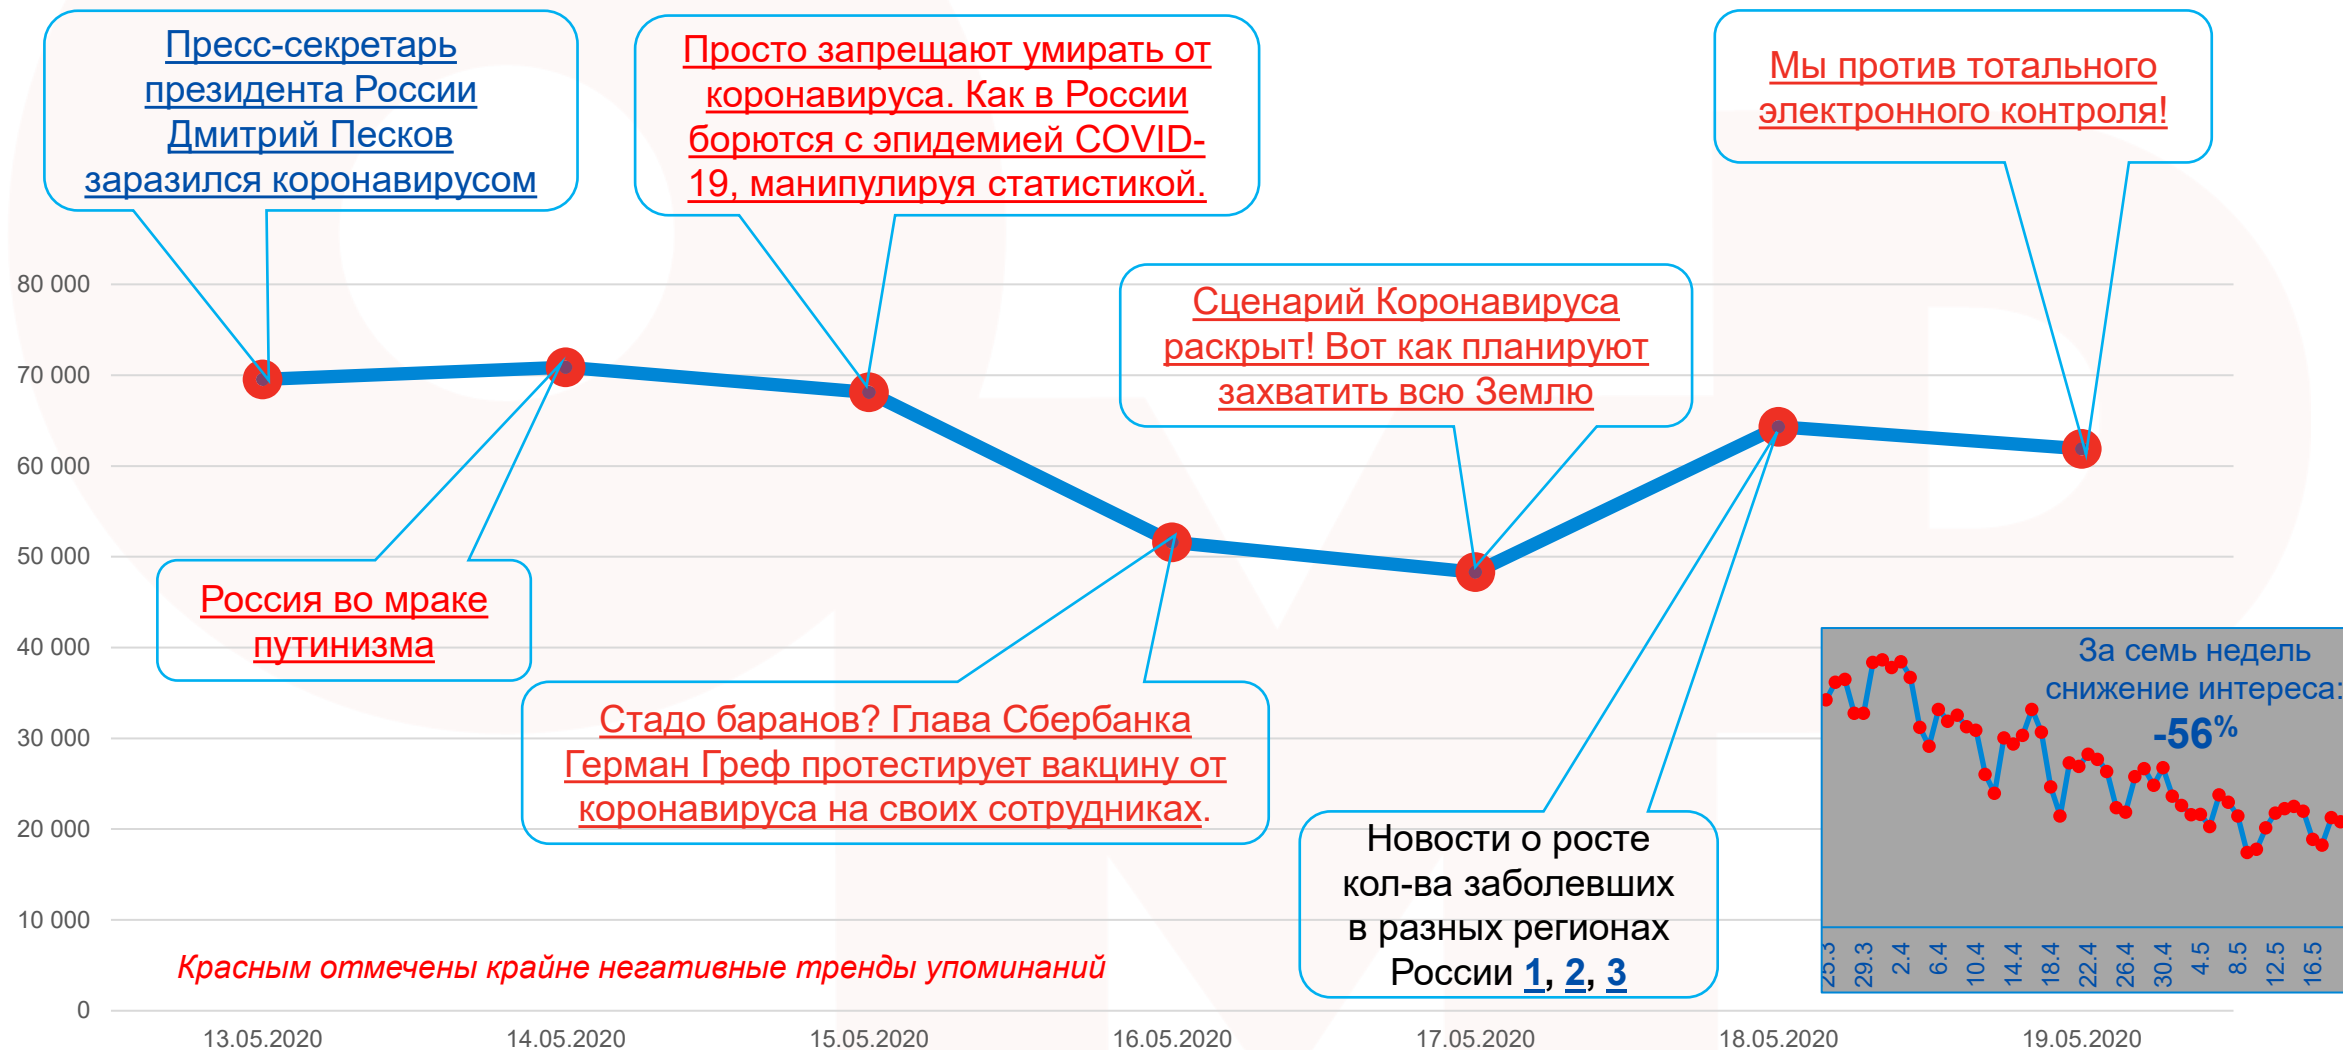 Пресс-секретарь
президента России
Дмитрий Песков
заразился коронавирусом
Просто запрещают умирать от
коронавируса. Как в России
борются с эпидемией COVID-
19, манипулируя статистикой.
Мы против тотального
электронного контроля!
Сценарий Коронавируса
раскрыт! Вот как планируют
захватить всю Землю
Россия во мраке
путинизма
Стадо баранов? Глава Сбербанка
Герман Греф протестирует вакцину от
коронавируса на своих сотрудниках.
Новости о росте
кол-ва заболевших
в разных регионах
России 1, 2, 3
За семь недель
снижение интереса:
-56%
25.3
29.3
2.4
6.4
10.4
14.4
18.4
22.4
26.4
30.4
4.5
8.5
12.5
16.5
80 000
70 000
60 000
50 000
40 000
30 000
20 000
10 000
0
Красным отмечены крайне негативные тренды упоминаний
13.05.2020
14.05.2020
15.05.2020
16.05.2020
17.05.2020
18.05.2020
19.05.2020